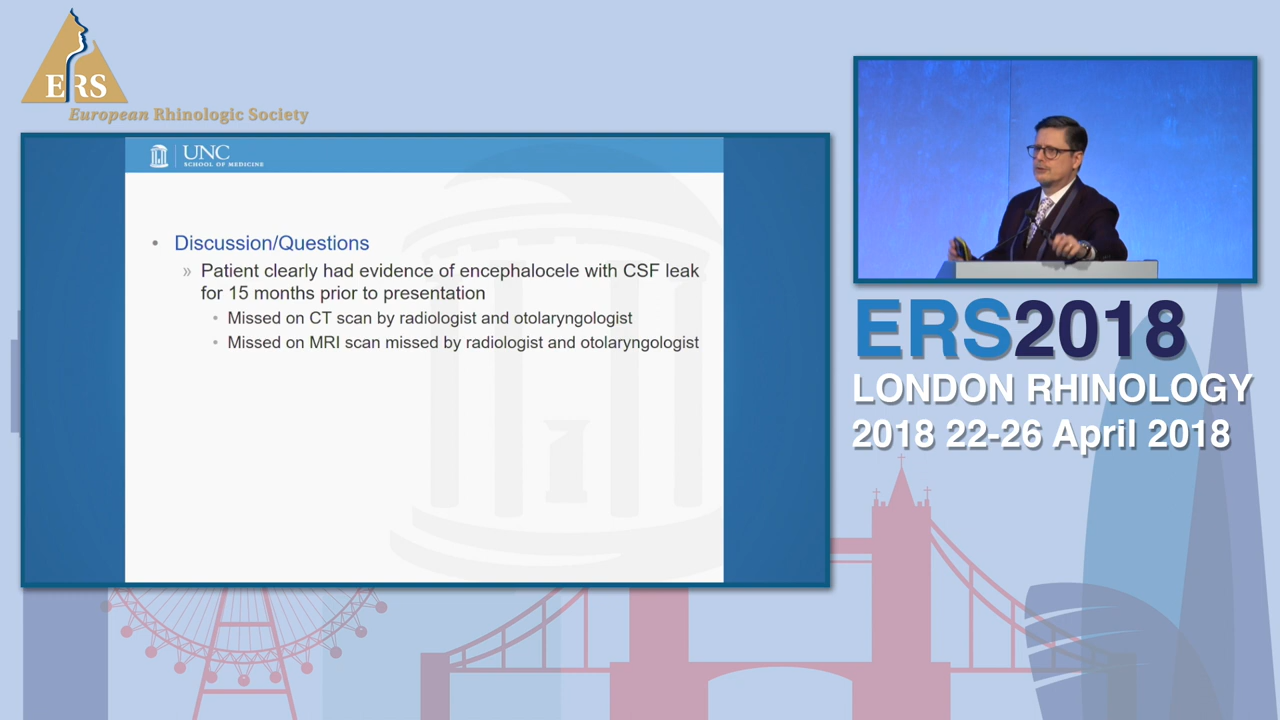 ERS
European Rhinologic Society
UNC
SCHOOL OF MEDICINE
• Discussion/Questions
» Patient clearly had evidence of encephalocele with CSF leak
for 15 months prior to presentation
• Missed on CT scan by radiologist and otolaryngologist
• Missed on MRI scan missed by radiologist and otolaryngologist
ERS2018
LONDON RHINOLOGY
2018 22-26 April 2018